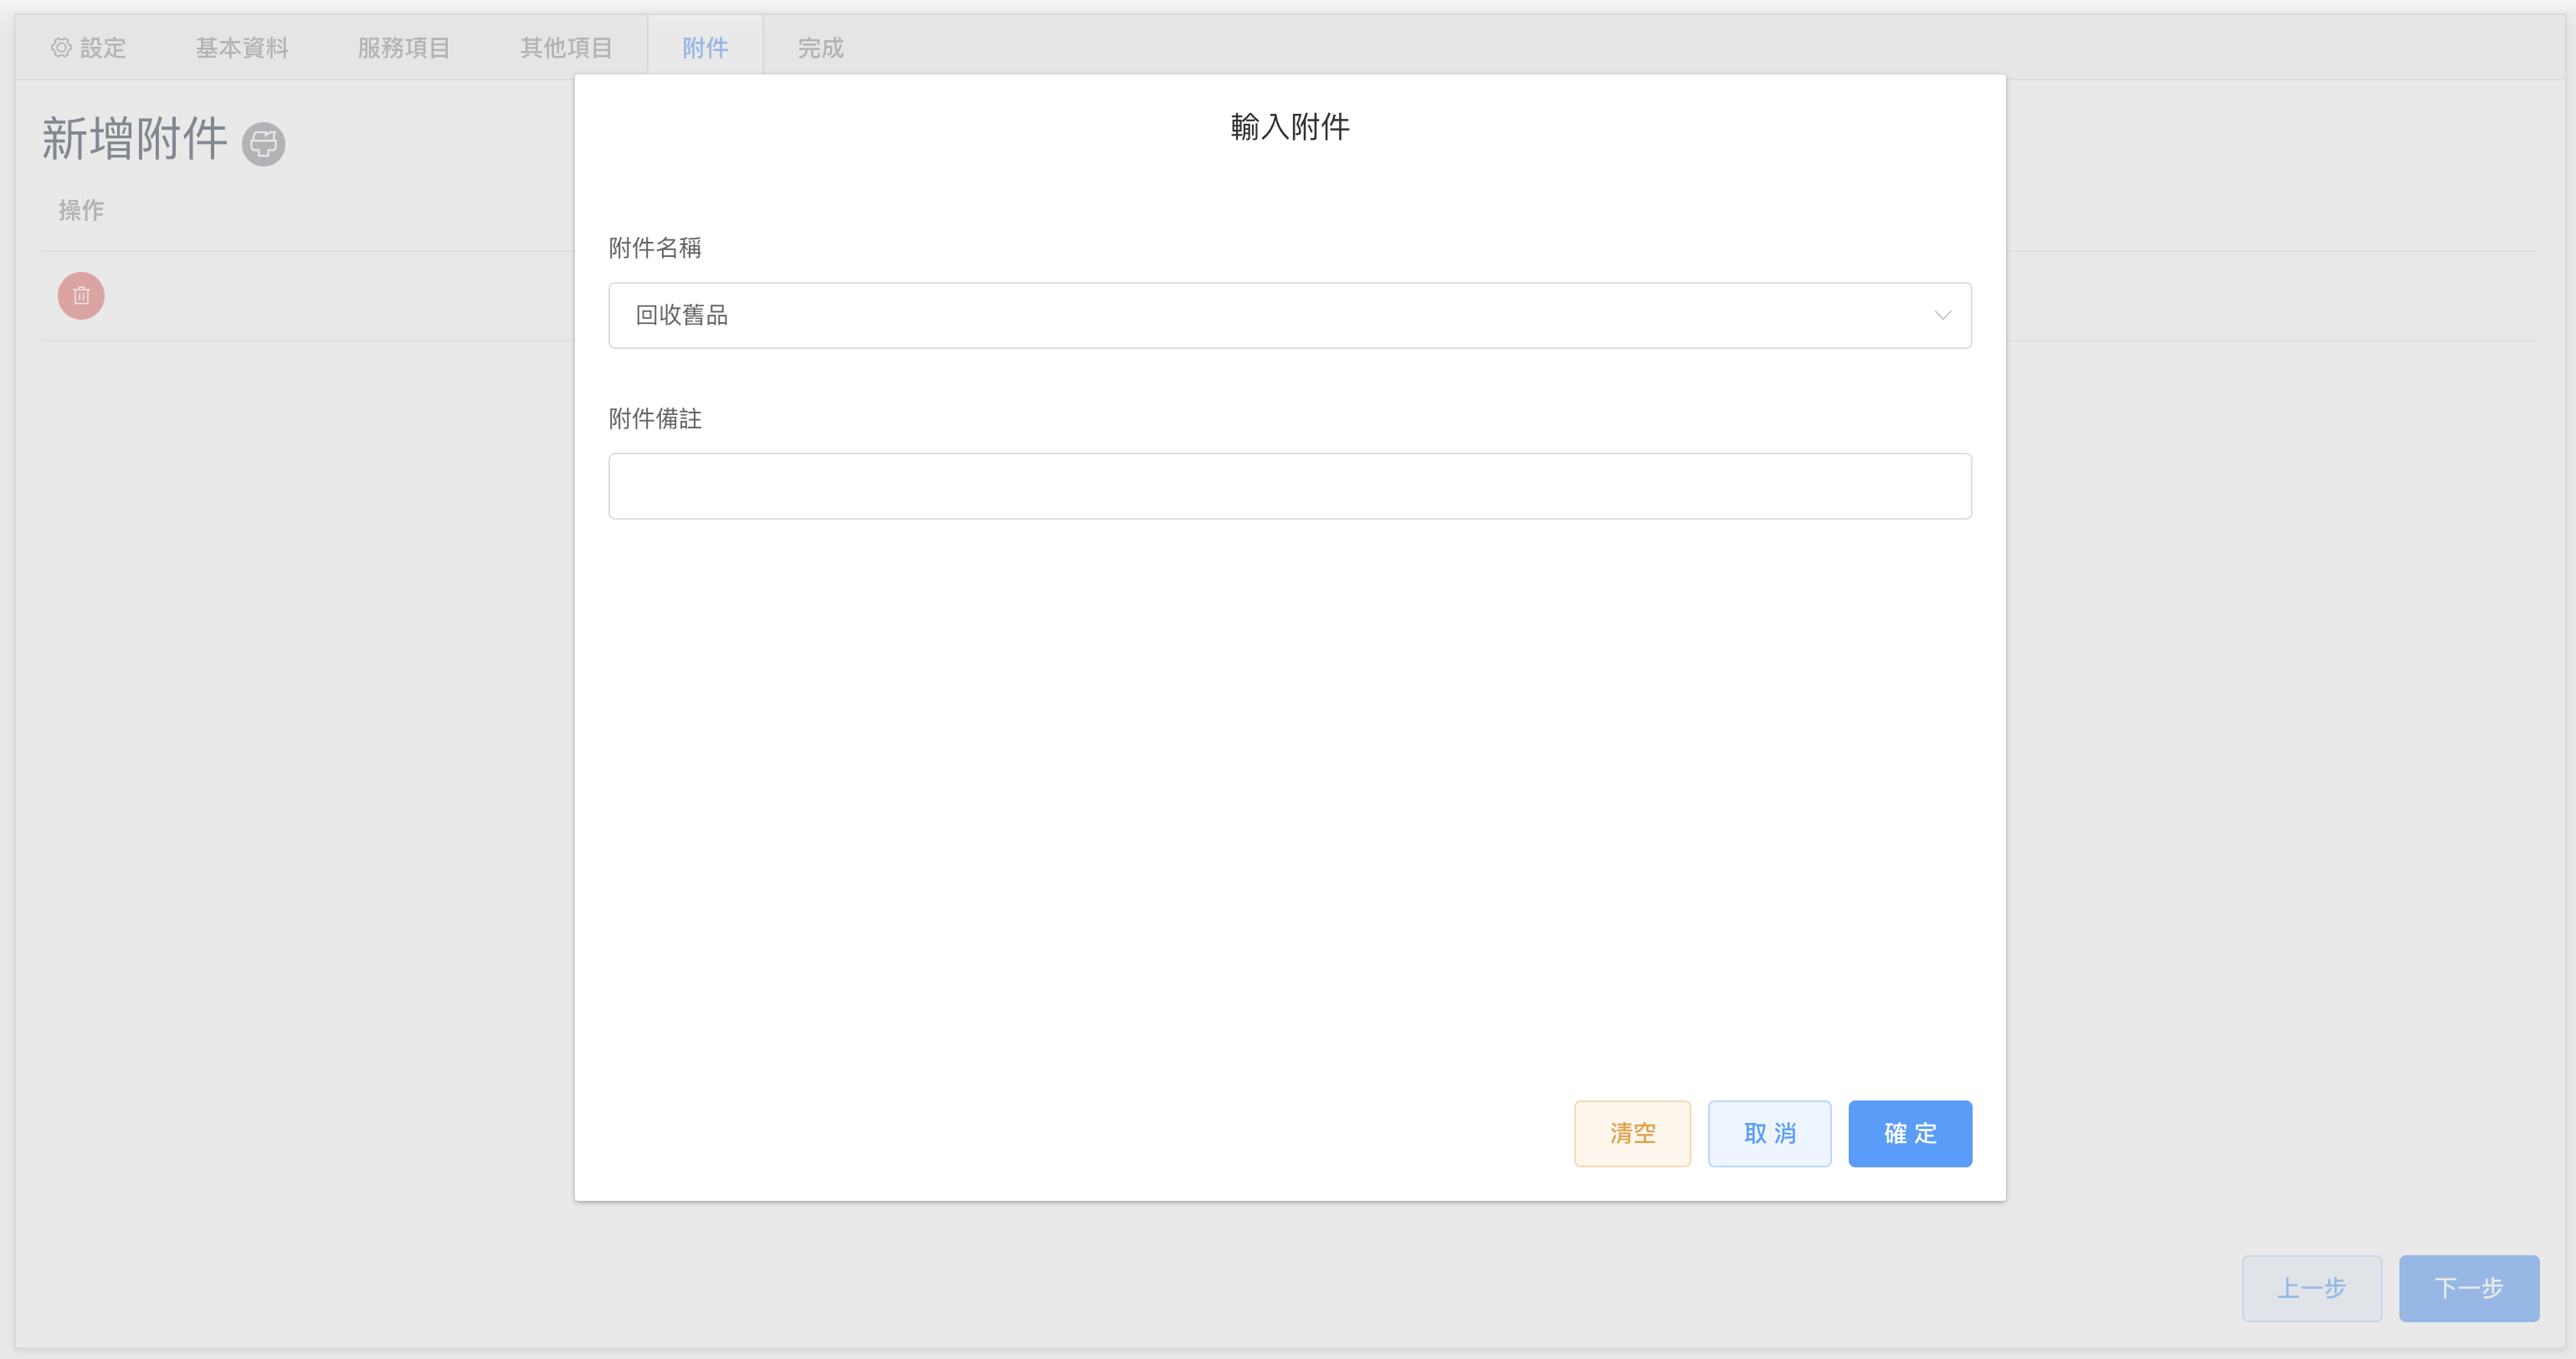 設定 基本資料 服務項目 其他項目 附件 完成
新增附件
操作
輸入附件
附件名稱
回收舊品
附件備註
清空 取 消 確 定
上一步 下一步